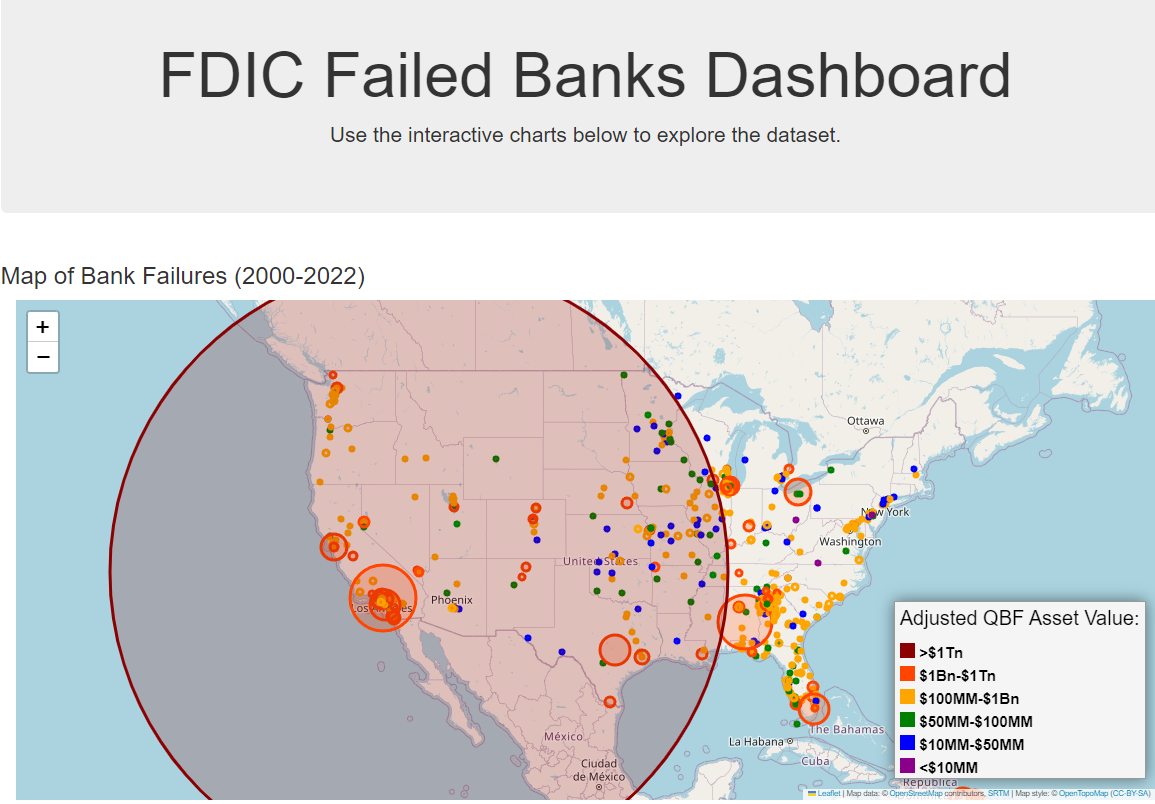 FDIC Failed Banks Dashboard
Use the interactive charts below to explore the dataset.
Map of Bank Failures (2000-2022)
+
−
Ottawa
New York
Washington
United States
Phoenix
Los Angeles
Adjusted QBF Asset Value:
>$1Tn
$1Bn-$1Tn
$100MM-$1Bn
$50MM-$100MM
$10MM-$50MM
<$10MM
The Bahamas
La Habana
México
Cuba
Ciudad
de México
República
Leaflet | Map data: © OpenStreetMap contributors, SRTM | Map style: © OpenTopoMap (CC-BY-SA)